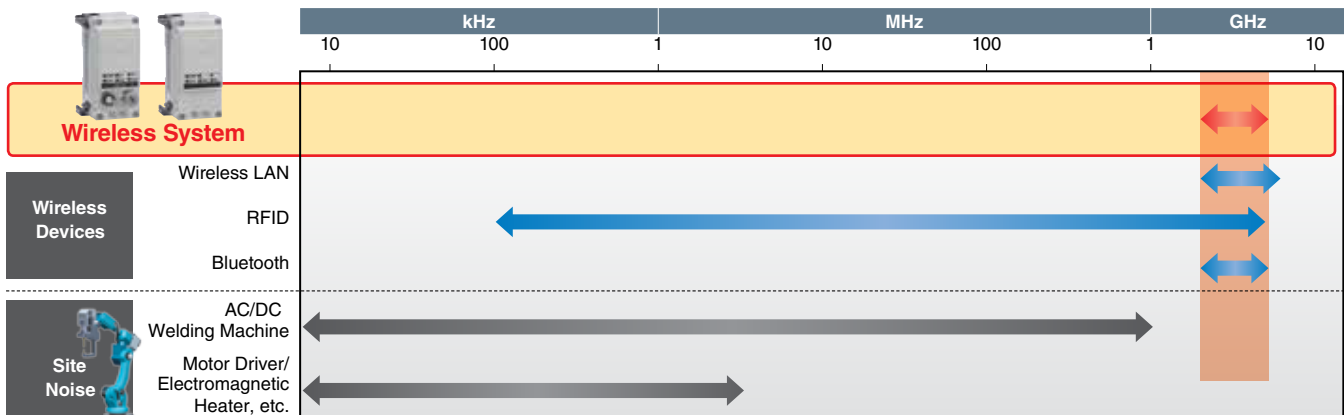 kHz MHz GHz
10 100 1 10 100 1 10
Wireless System
Wireless LAN
Wireless
Devices
RFID
Bluetooth
AC/DC
Welding Machine
Site
Noise
Motor Driver/
Electromagnetic
Heater, etc.